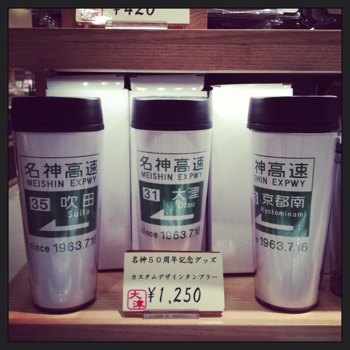 ¥420
名神高速
MEISHIN EXPWY
35 吹田
Suita
since 1963.7.16
名神高速
MEISHIN EXPWY
31 大津
Otsu
since 1963.7.16
名神高速
SHIN EXPWY
京都南
Kyotominami
e 1963.7.16
名神50周年記念グッズ
カスタムデザインタンブラー
大津
¥1,250